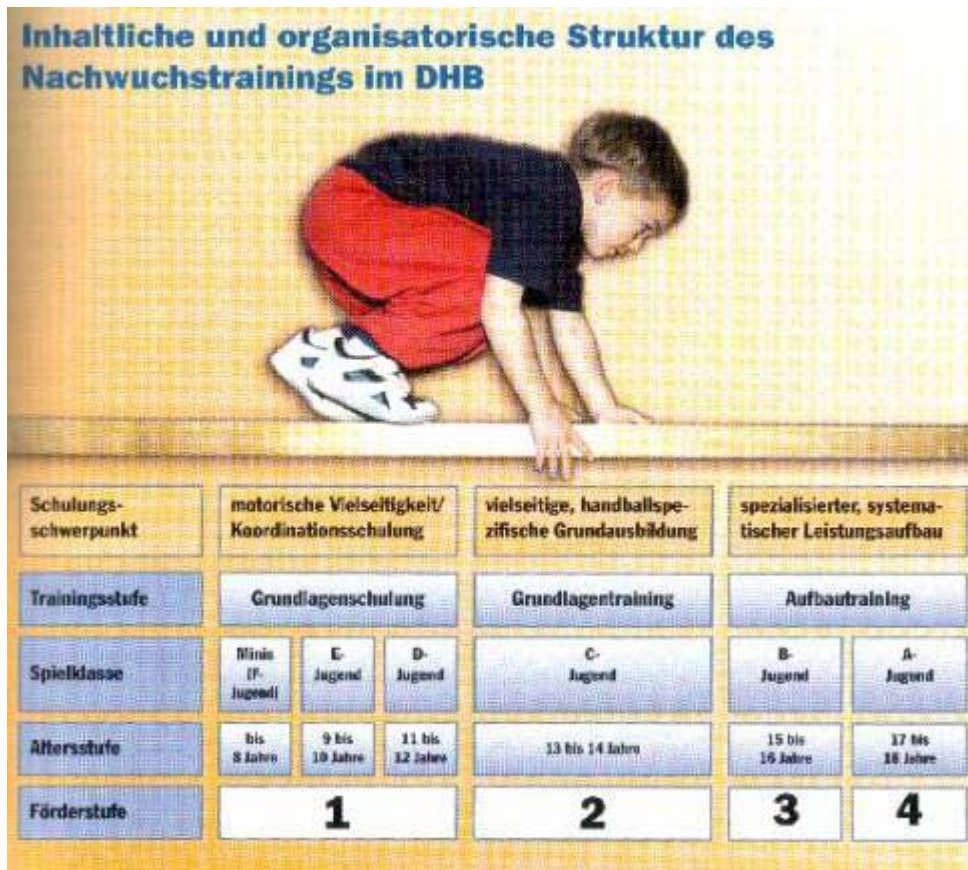 Inhaltliche und organisatorische Struktur des
Nachwuchstrainings im DHB
Schulungs-
schwerpunkt
motorische Vielseitigkeit/
Koordinationsschulung
vielseitige, handballspe-
zifische Grundausbildung
spezialisierter, systema-
tischer Leistungsaufbau
Trainingsstufe
Grundlagenschulung
Grundlagentraining
Aufbautraining
Spielklasse
Minis
(F-
Jugend)
E-
Jugend
D-
Jugend
C-
Jugend
B-
Jugend
A-
Jugend
Altersstufe
bis
8 Jahre
9 bis
10 Jahre
11 bis
12 Jahre
13 bis 14 Jahre
15 bis
16 Jahre
17 bis
18 Jahre
Förderstufe
1
2
3
4